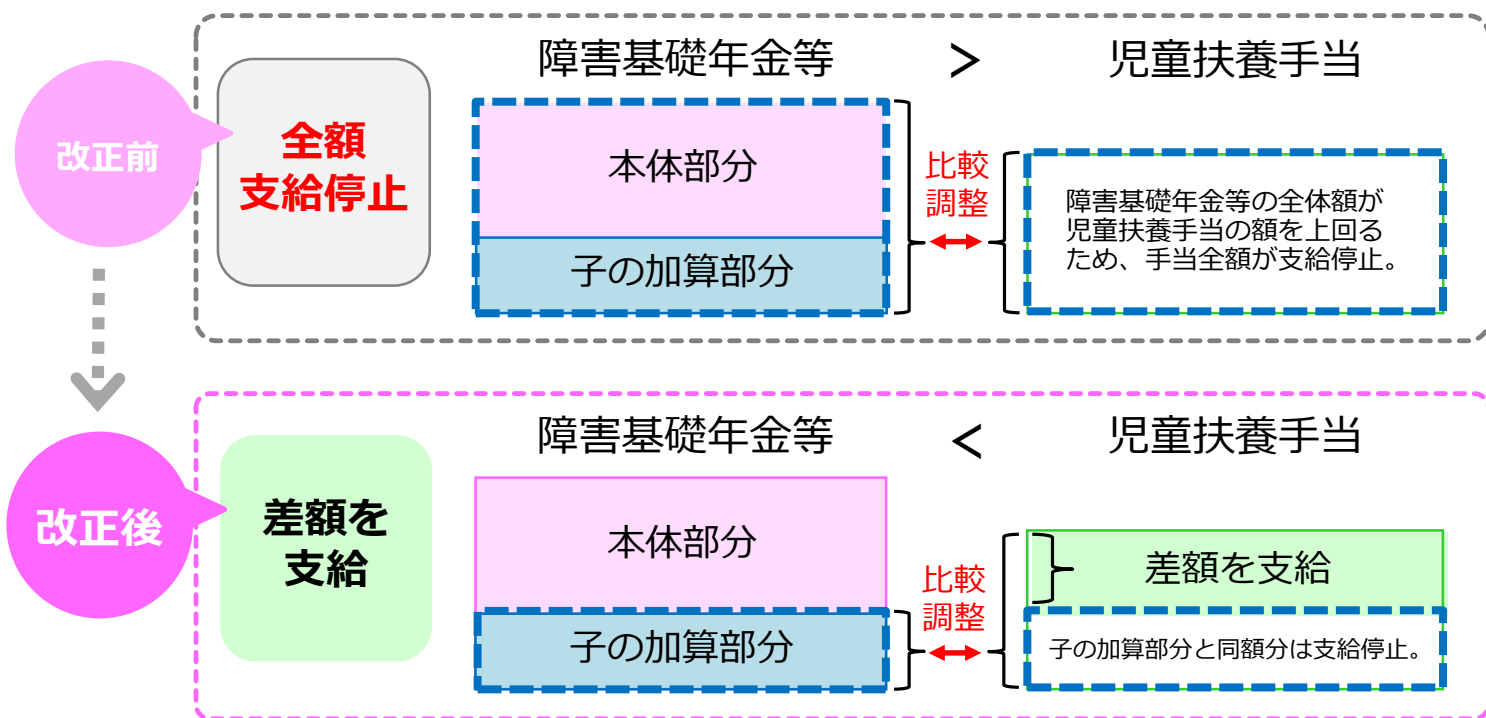 改正前
全額
支給停止
障害基礎年金等 > 児童扶養手当
本体部分
子の加算部分
比較
調整
障害基礎年金等の全体額が
児童扶養手当の額を上回る
ため、手当全額が支給停止。
改正後
差額を
支給
障害基礎年金等 < 児童扶養手当
本体部分
子の加算部分
比較
調整
差額を支給
子の加算部分と同額分は支給停止。